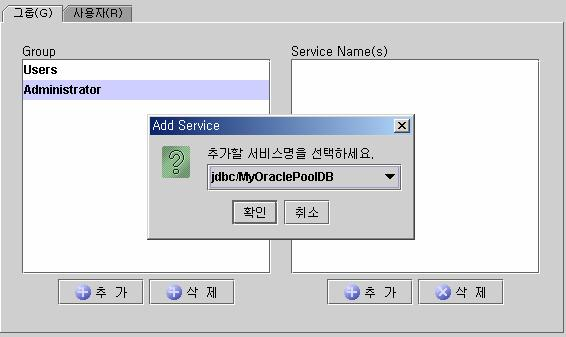 그룹(G) 사용자(R)
Group Service Name(s)
Users
Administrator
Add Service
추가할 서비스명을 선택하세요.
jdbc/MyOraclePoolDB
확인 취소
추 가 삭 제 추 가 삭 제